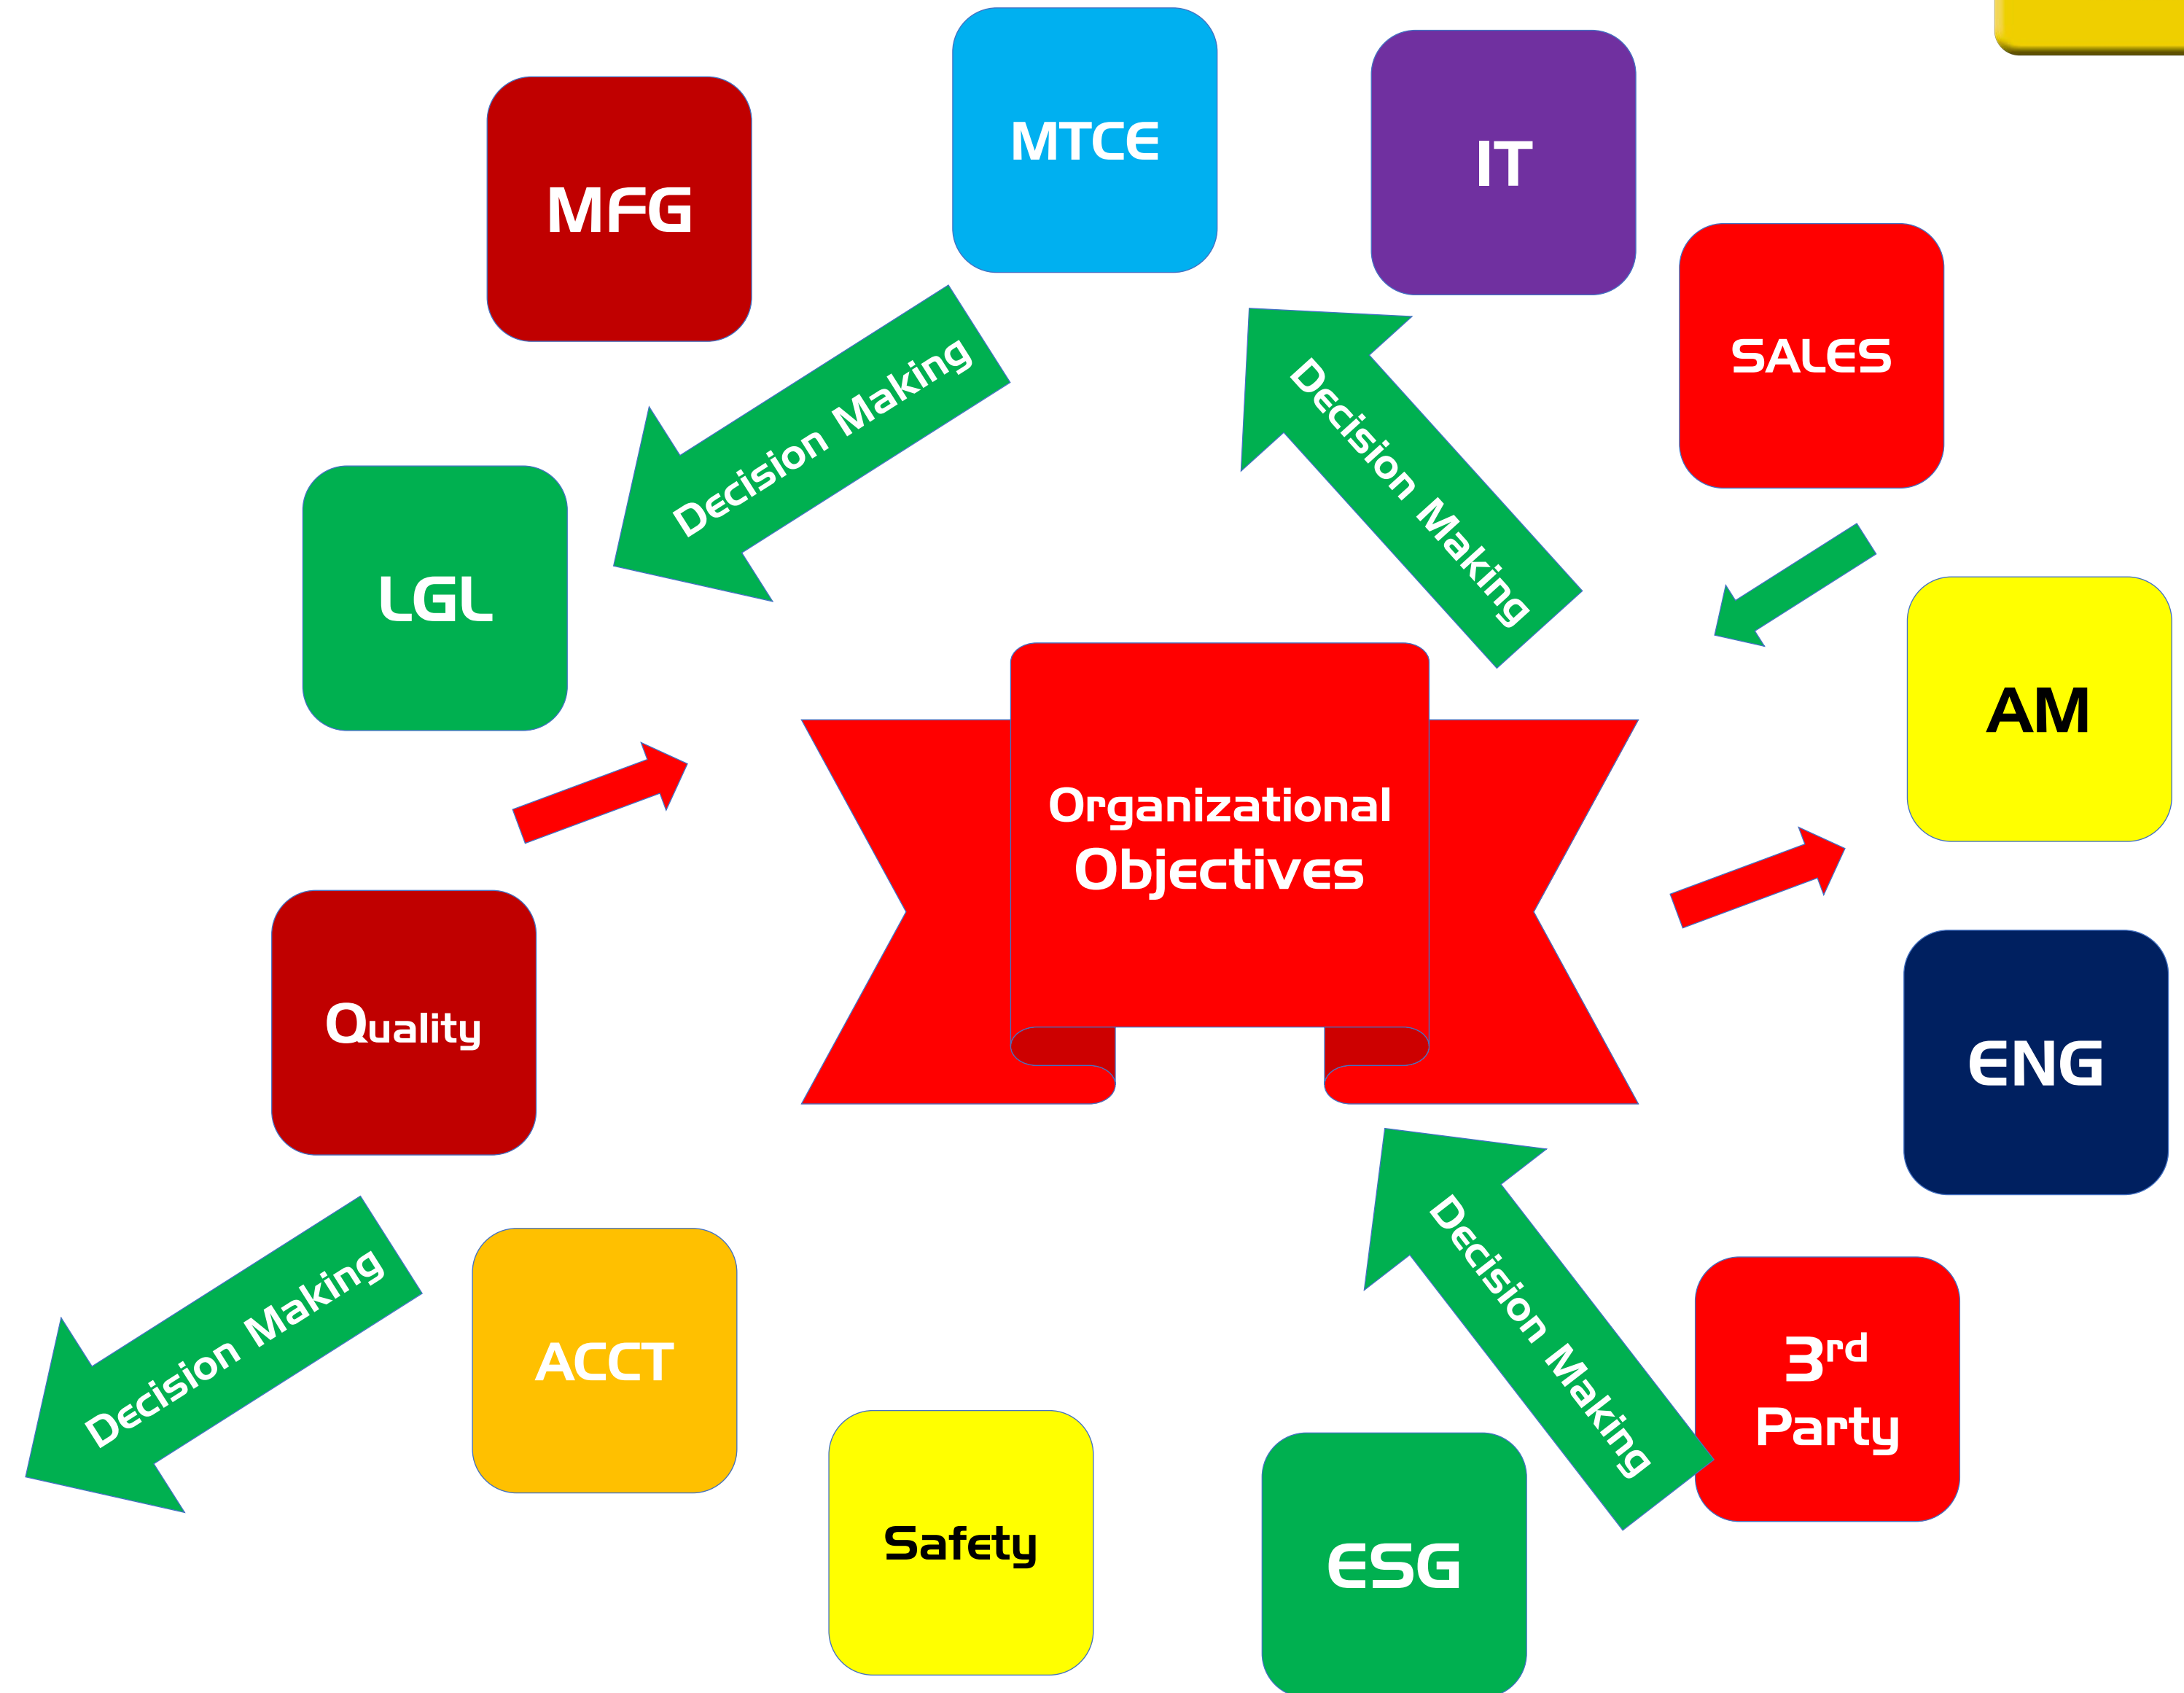 MTCE
IT
MFG
SALES
Decision Making
Decision Making
LGL
AM
Organizational
Objectives
Quality
ENG
Decision Making
Decision Making
ACCT
3rd
Party
Safety
ESG